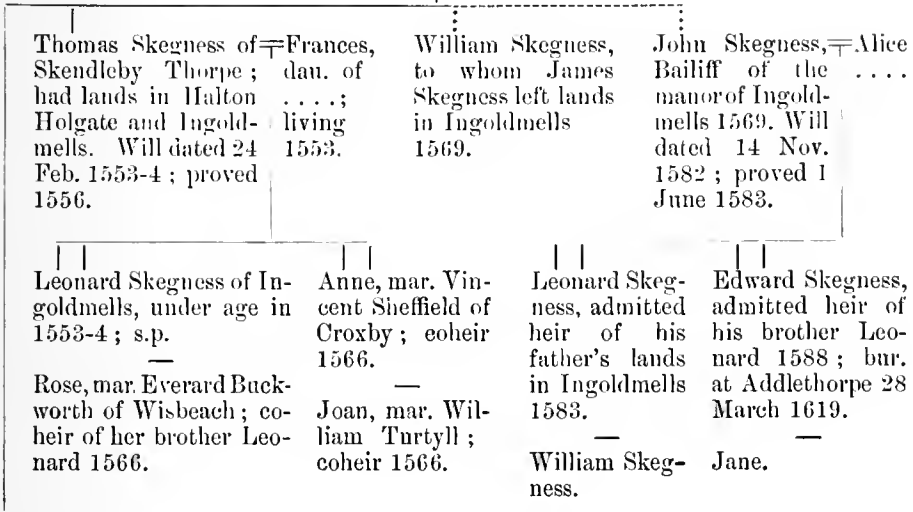 Thomas Skegness of
Skendleby Thorpe ;
had lands in Halton
Holgate and Ingold-
mells. Will dated 24
Feb. 1553-4 ; proved
1556.
Frances,
dau. of
. . . . ;
living
1553.
William Skegness,
to whom James
Skegness left lands
in Ingoldmells
1569.
John Skegness,
Bailiff of the
manor of Ingold-
mells 1569. Will
dated 14 Nov.
1582 ; proved 1
June 1583.
Alice
. . . .
Leonard Skegness of In-
goldmells, under age in
1553-4 ; s.p.
—
Rose, mar. Everard Buck-
worth of Wisbeach ; co-
heir of her brother Leo-
nard 1566.
Anne, mar. Vin-
cent Sheffield of
Croxby ; coheir
1566.
—
Joan, mar. Wil-
liam Turtyll ;
coheir 1566.
Leonard Skeg-
ness, admitted
heir of his
father's lands
in Ingoldmells
1583.
—
William Skeg-
ness.
Edward Skegness,
admitted heir of
his brother Leo-
nard 1588 ; bur.
at Addlethorpe 28
March 1619.
—
Jane.